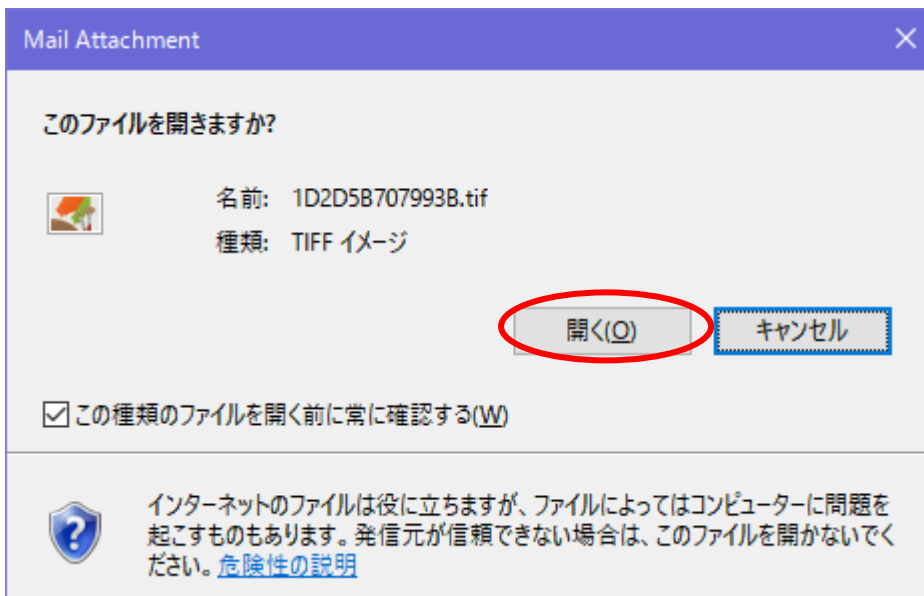 Mail Attachment
このファイルを開きますか?
名前: 1D2D5B707993B.tif
種類: TIFF イメージ
開く(O)
キャンセル
この種類のファイルを開く前に常に確認する(W)
インターネットのファイルは役に立ちますが、ファイルによってはコンピューターに問題を
起こすものもあります。発信元が信頼できない場合は、このファイルを開かないでく
ださい。危険性の説明